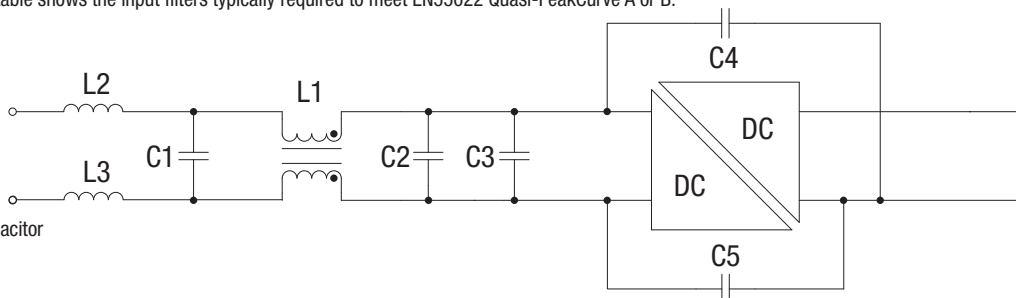 table shows the input filters typically required to meet EN55022 Quasi-PeakCurve A or B.
C4
L2
L1
DC
C1
C2
C3
L3
DC
acitor
C5